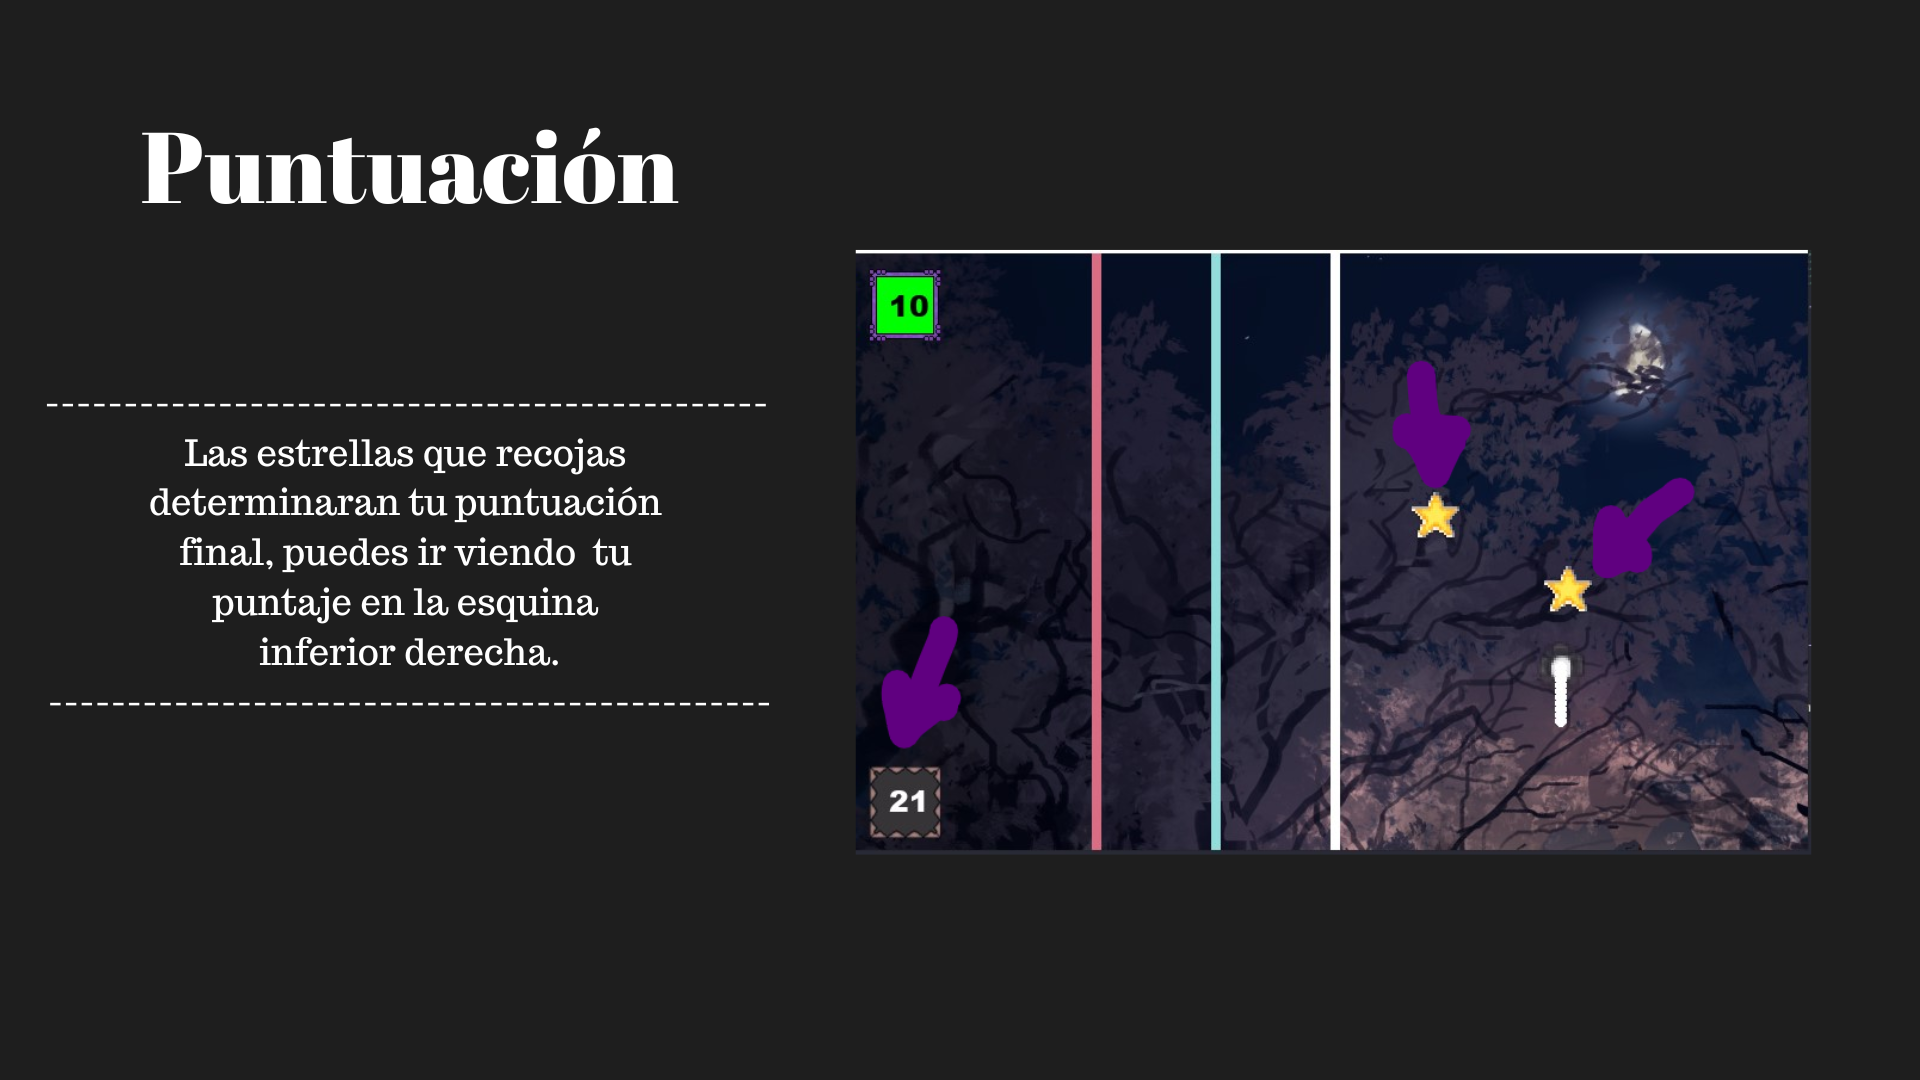 Puntuación
Las estrellas que recojas
determinaran tu puntuación
final, puedes ir viendo  tu
puntaje en la esquina
inferior derecha.
10
21